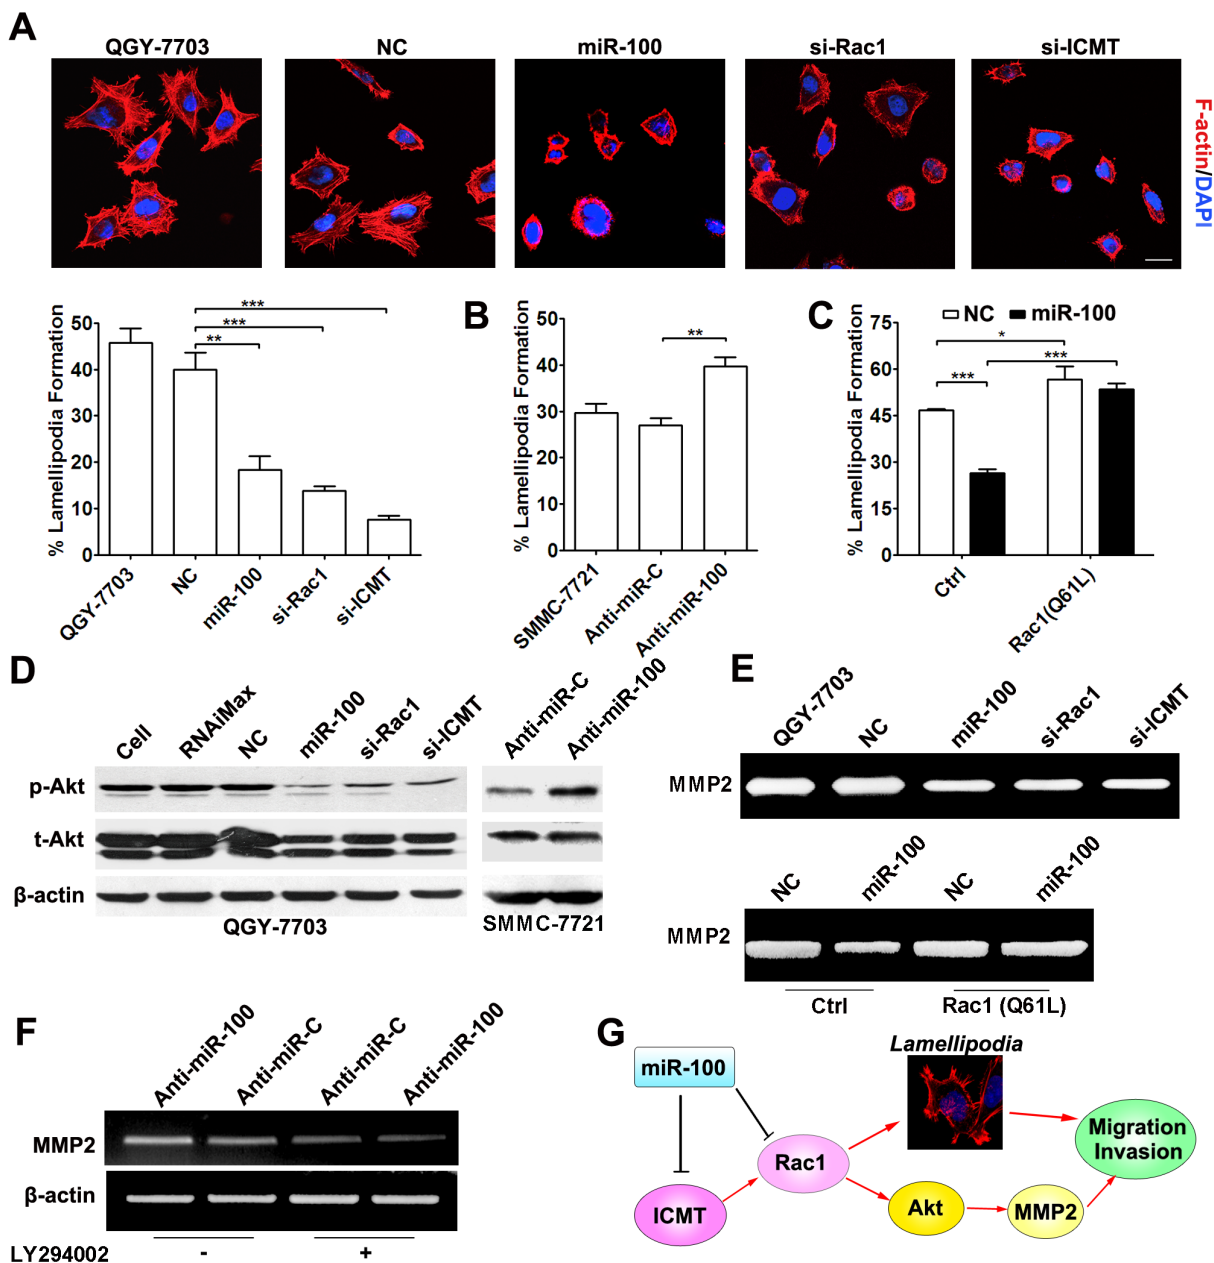 A
QGY-7703 NC miR-100 si-Rac1 si-ICMT
F-actin/DAPI
% Lamellipodia Formation
50
40
30
20
10
0
*** 
***
**
QGY-7703 NC miR-100 si-Rac1 si-ICMT
B
% Lamellipodia Formation
50
40
30
20
10
0
**
SMMC-7721 Anti-miR-C Anti-miR-100
C
NC miR-100
% Lamellipodia Formation
75
60
45
30
15
0
*
***
***
Ctrl Rac1(Q61L)
D
Cell RNAiMax NC miR-100 si-Rac1 si-ICMT Anti-miR-C Anti-miR-100
p-Akt
t-Akt
β-actin
QGY-7703 SMMC-7721
E
QGY-7703 NC miR-100 si-Rac1 si-ICMT
MMP2
NC miR-100 NC miR-100
MMP2
Ctrl Rac1 (Q61L)
F
Anti-miR-100 Anti-miR-C Anti-miR-C Anti-miR-100
MMP2
β-actin
LY294002 - +
G
miR-100
Lamellipodia
Rac1
ICMT
Akt
MMP2
Migration
Invasion